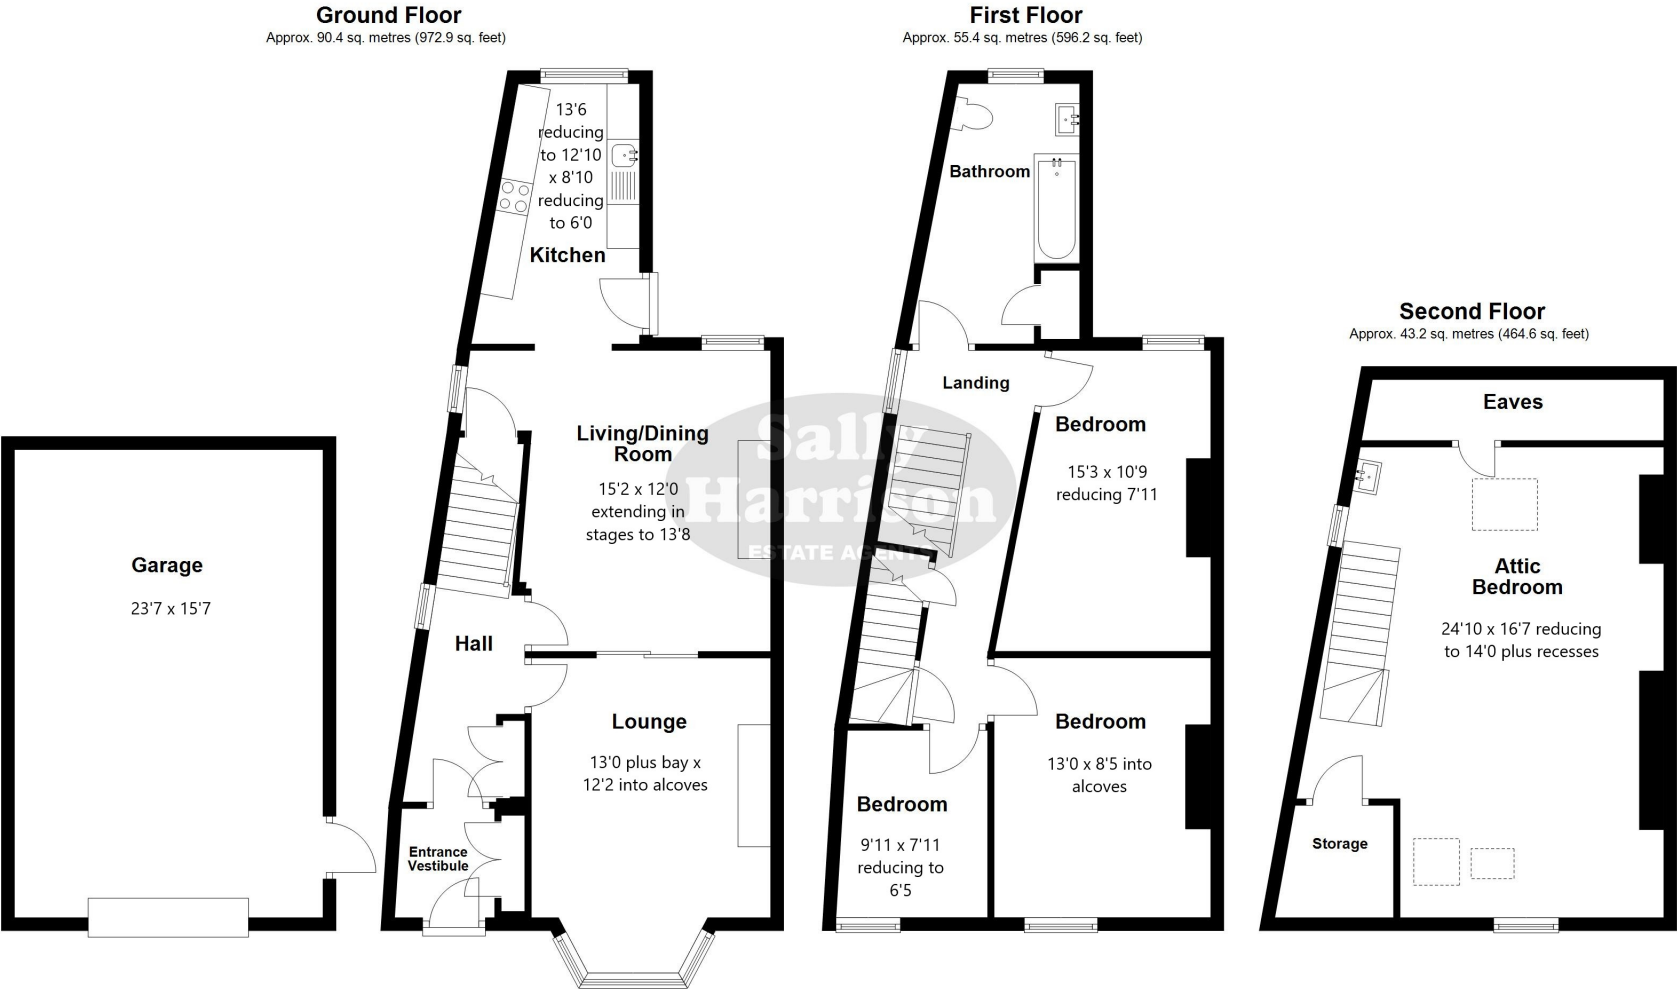 Ground Floor
Approx. 90.4 sq. metres (972.9 sq. feet)
13'6
reducing
to 12'10
x 8'10
reducing
to 6'0
Kitchen
Living/Dining
Room
15'2 x 12'0
extending in
stages to 13'8
Garage
23'7 x 15'7
Hall
Lounge
13'0 plus bay x
12'2 into alcoves
Entrance
Vestibule
First Floor
Approx. 55.4 sq. metres (596.2 sq. feet)
Bathroom
Landing
Bedroom
15'3 x 10'9
reducing 7'11
Bedroom
13'0 x 8'5 into
alcoves
Bedroom
9'11 x 7'11
reducing to
6'5
Second Floor
Approx. 43.2 sq. metres (464.6 sq. feet)
Eaves
Attic
Bedroom
24'10 x 16'7 reducing
to 14'0 plus recesses
Storage
Sally
Harrison
ESTATE AGENTS